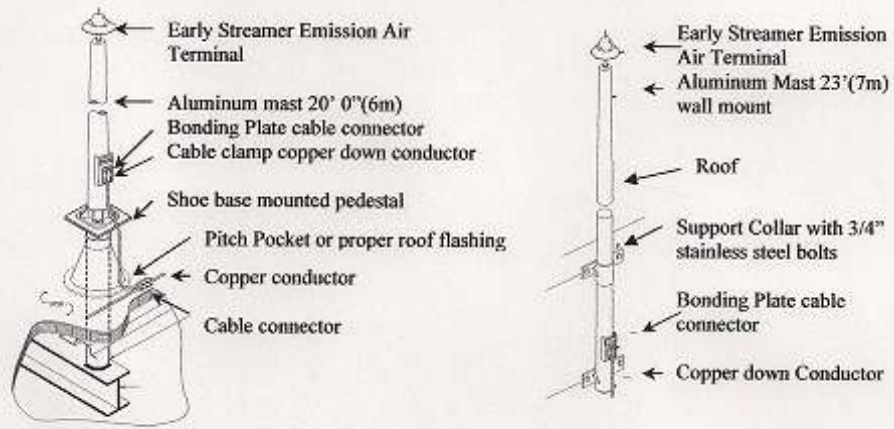 Early Streamer Emission Air
Terminal
Aluminum mast 20' 0"(6m)
Bonding Plate cable connector
Cable clamp copper down conductor
Shoe base mounted pedestal
Pitch Pocket or proper roof flashing
Copper conductor
Cable connector
Early Streamer Emission
Air Terminal
Aluminum Mast 23'(7m)
wall mount
Roof
Support Collar with 3/4"
stainless steel bolts
Bonding Plate cable
connector
Copper down Conductor